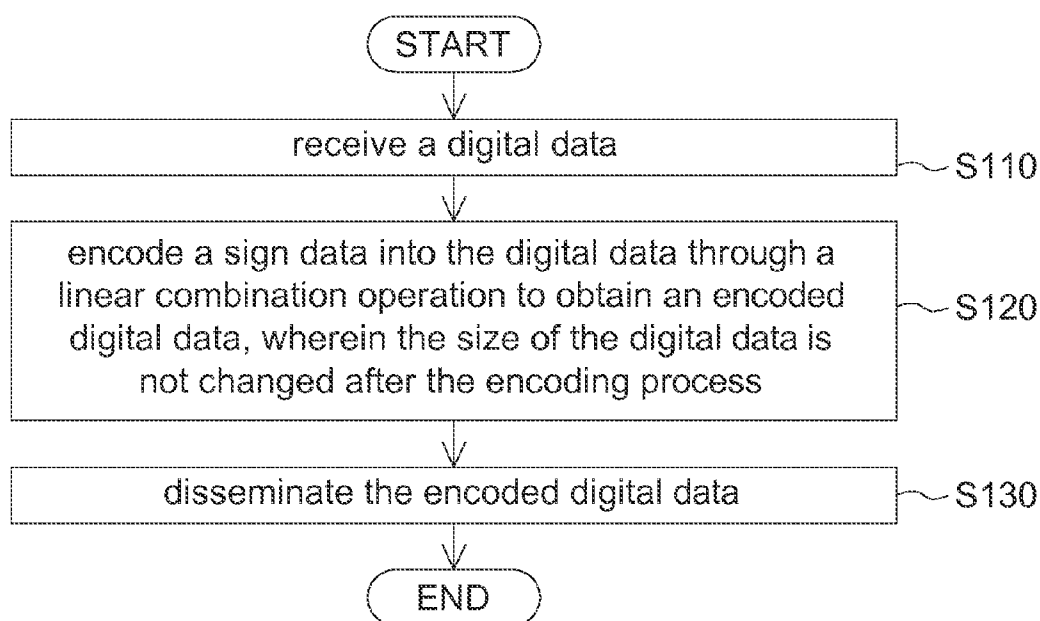 START
receive a digital data
S110
encode a sign data into the digital data through a
linear combination operation to obtain an encoded
digital data, wherein the size of the digital data is
not changed after the encoding process
S120
disseminate the encoded digital data
S130
END